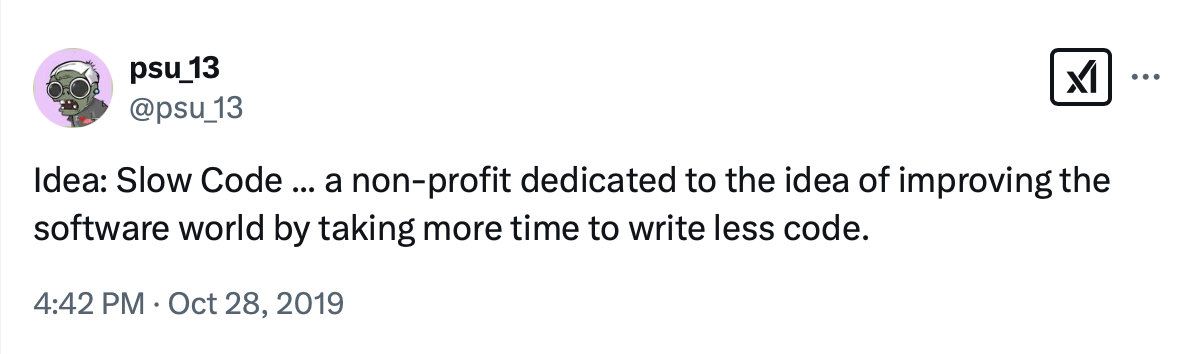 psu_13
@psu_13
Idea: Slow Code ... a non-profit dedicated to the idea of improving the
software world by taking more time to write less code.
4:42 PM · Oct 28, 2019